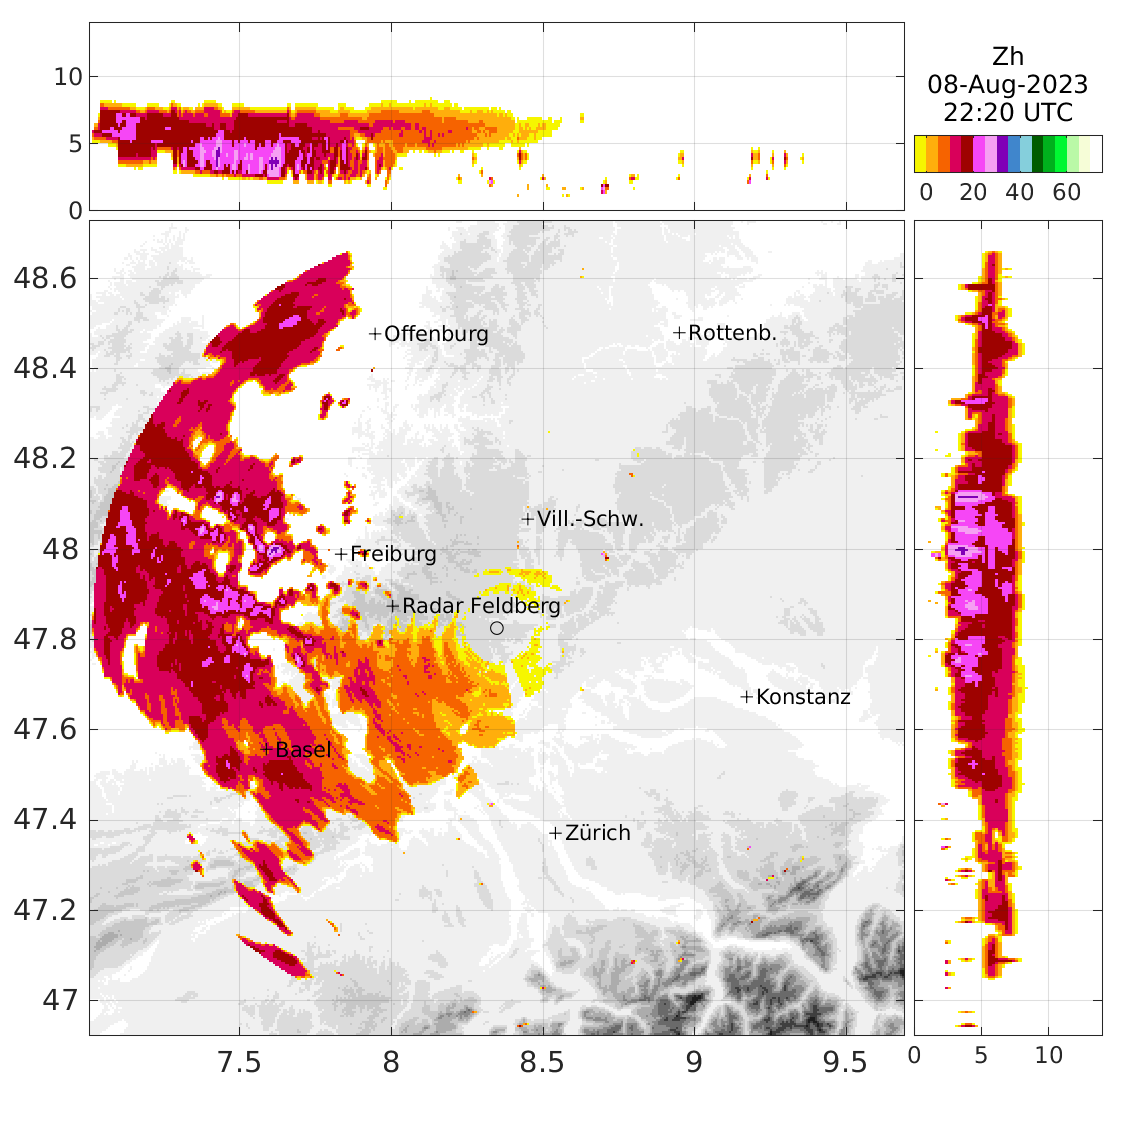 10
5
0
Zh
08-Aug-2023
22:20 UTC
0 20 40 60
48.6
48.4
48.2
48
47.8
47.6
47.4
47.2
47
Offenburg
Rottenb.
Vill.-Schw.
Freiburg
Radar Feldberg
Konstanz
Basel
Zürich
7.5 8 8.5 9 9.5
0 5 10